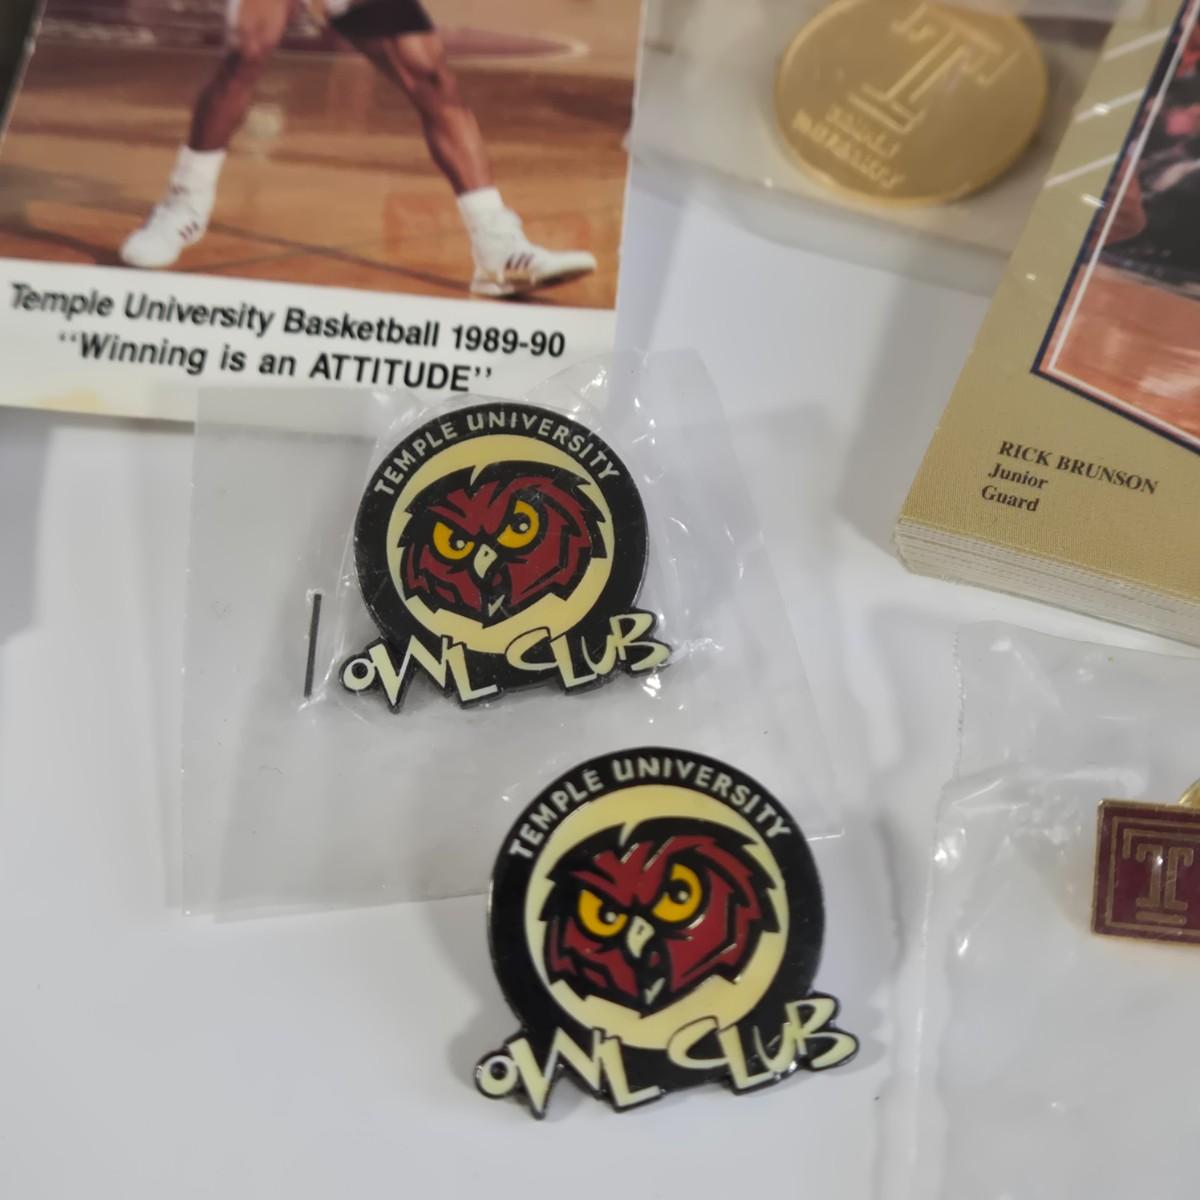 Temple University Basketball 1989-90
"Winning is an ATTITUDE"
T
RICK BRUNSON
Junior
Guard
TEMPLE UNIVERSITY
OWL CLUB
TEMPLE UNIVERSITY
OWL CLUB
T